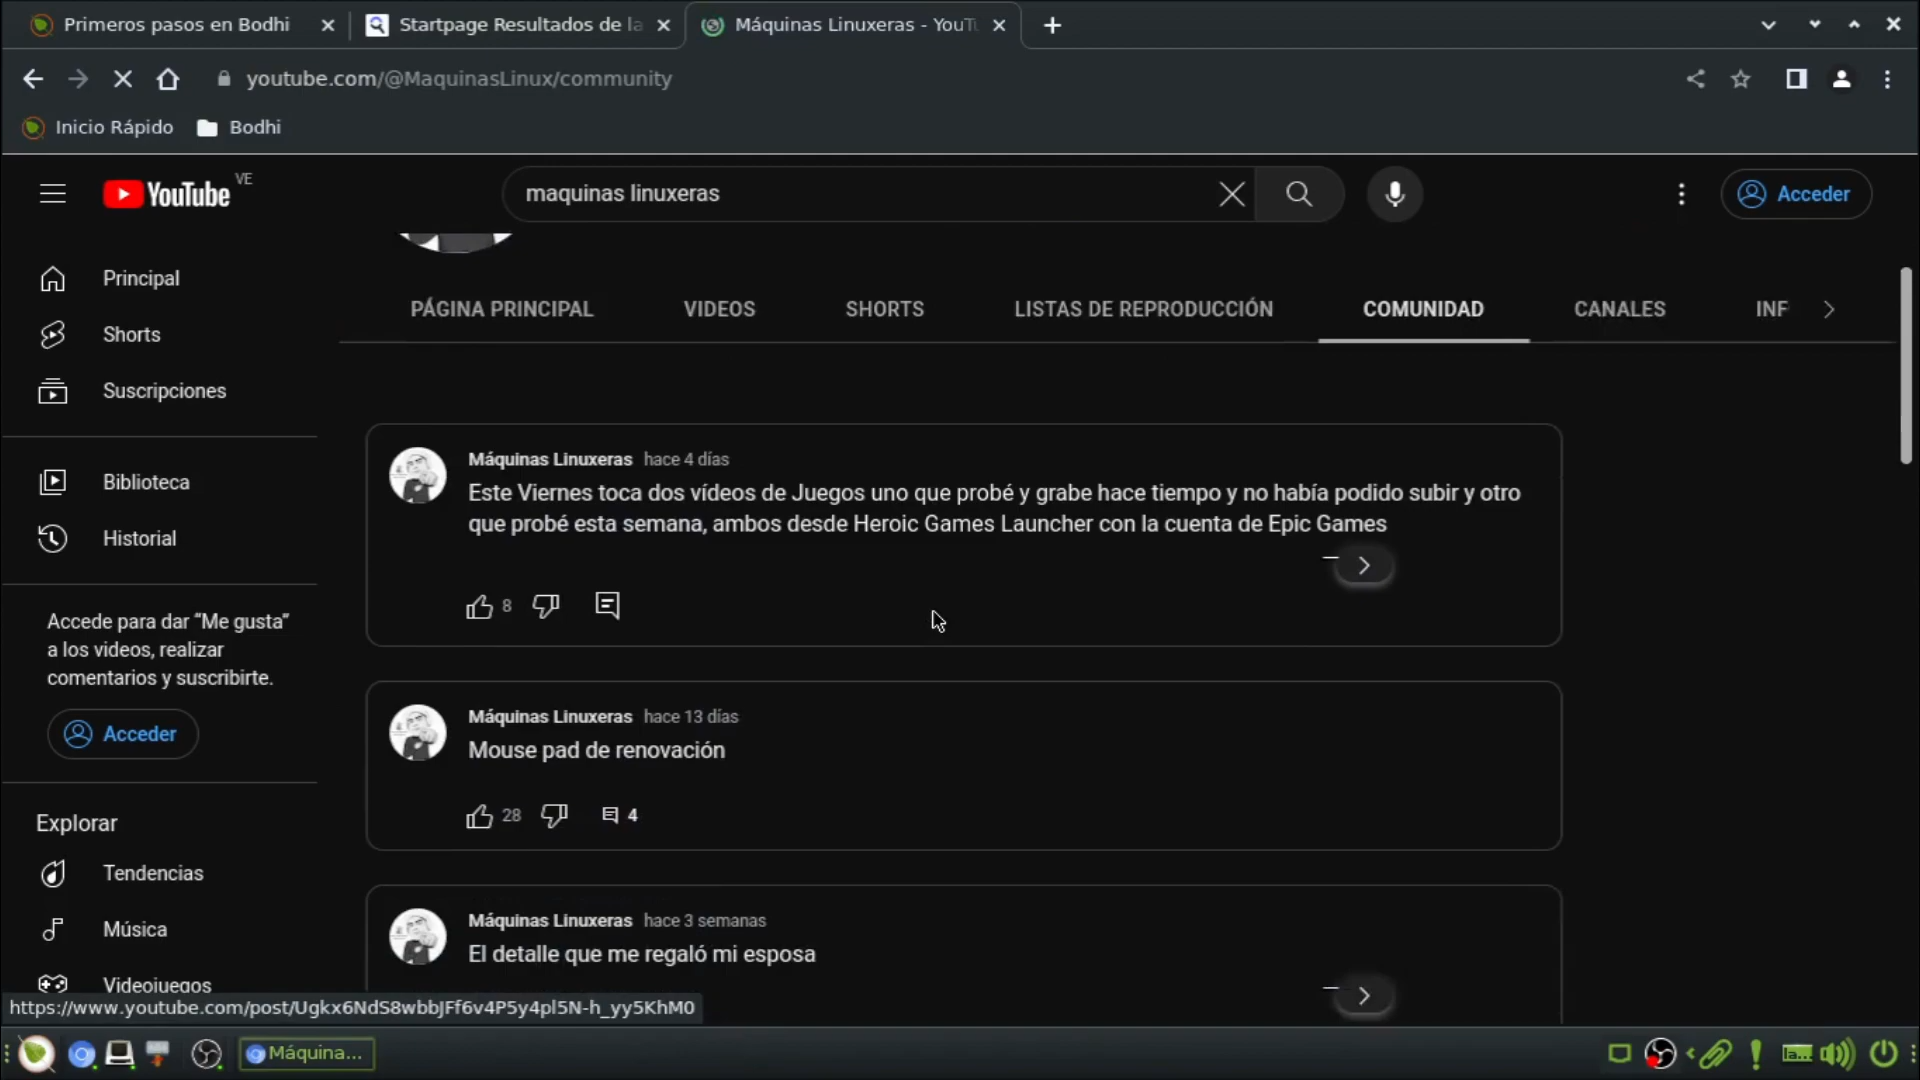 Primeros pasos en Bodhi
Startpage Resultados de la
Máquinas Linuxeras - YouTu
youtube.com/@MaquinasLinux/community
Inicio Rápido
Bodhi
YouTube VE
maquinas linuxeras
Acceder
Principal
Shorts
Suscripciones
Biblioteca
Historial
Accede para dar “Me gusta”
a los videos, realizar
comentarios y suscribirte.
Acceder
Explorar
Tendencias
Música
Videojuegos
PÁGINA PRINCIPAL
VIDEOS
SHORTS
LISTAS DE REPRODUCCIÓN
COMUNIDAD
CANALES
INF
Máquinas Linuxeras hace 4 días
Este Viernes toca dos vídeos de Juegos uno que probé y grabe hace tiempo y no había podido subir y otro
que probé esta semana, ambos desde Heroic Games Launcher con la cuenta de Epic Games
8
Máquinas Linuxeras hace 13 días
Mouse pad de renovación
28
4
Máquinas Linuxeras hace 3 semanas
El detalle que me regaló mi esposa
https://www.youtube.com/post/Ugkx6NdS8wbbJFf6v4P5y4pl5N-h_yy5KhM0
Máquina...